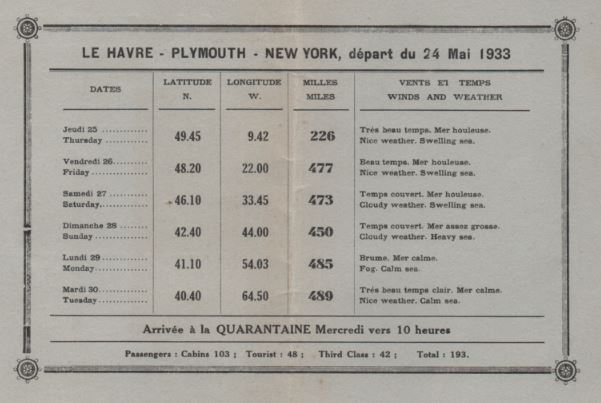 LE HAVRE - PLYMOUTH - NEW YORK, départ du 24 Mai 1933
DATES LATITUDE N. LONGITUDE W. MILLES MILES VENTS ET TEMPS WINDS AND WEATHER
Jeudi 25 ............ Très beau temps. Mer houleuse.
Thursday ........... 49.45 9.42 226 Nice weather. Swelling sea.
Vendredi 26......... Beau temps. Mer houleuse.
Friday .............. 48.20 22.00 477 Nice weather. Swelling sea.
Samedi 27 .......... Temps couvert. Mer houleuse.
Saturday............ 46.10 33.45 473 Cloudy weather. Swelling sea.
Dimanche 28 ....... Temps couvert. Mer assez grosse.
Sunday .............. 42.40 44.00 450 Cloudy weather. Heavy sea.
Lundi 29............ Brume. Mer calme.
Monday............. 41.10 54.03 485 Fog. Calm sea.
Mardi 30............ Très beau temps clair. Mer calme.
Tuesday............. 40.40 64.50 489 Nice weather. Calm sea.
Arrivée à la QUARANTAINE Mercredi vers 10 heures
Passengers : Cabins 103 ; Tourist : 48 ; Third Class : 42 ; Total : 193.